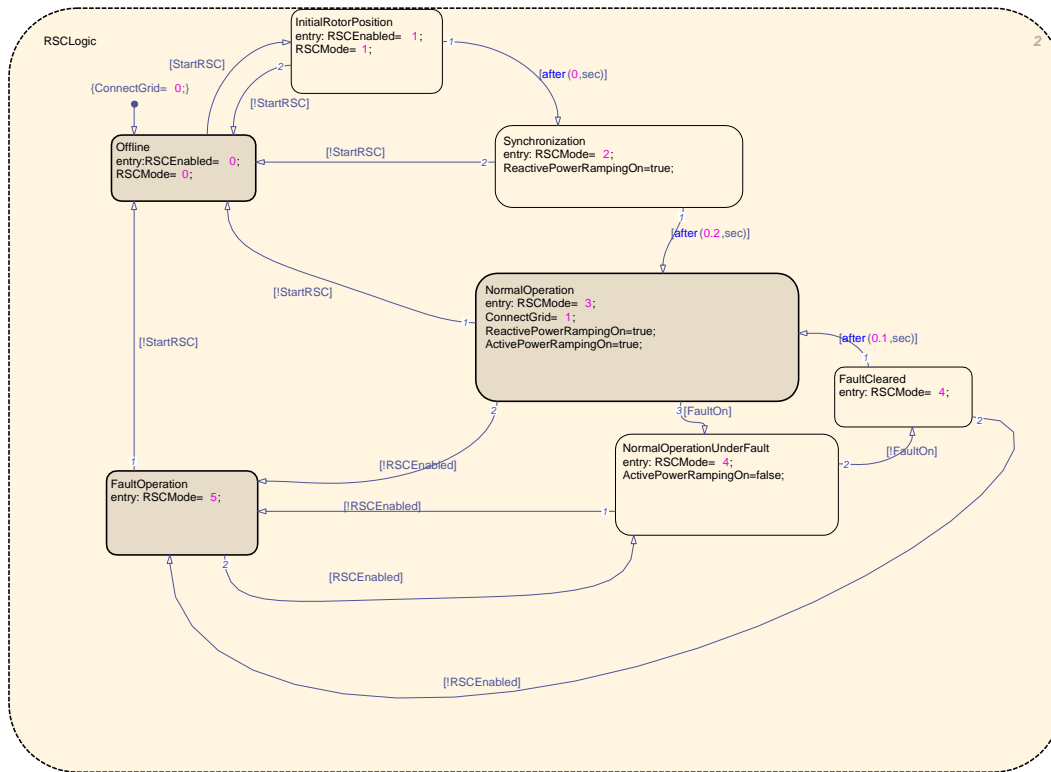 RSCLogic
2
InitialRotorPosition
entry: RSCEnabled= 1;
RSCMode= 1;
1
2
[StartRSC]
[after(0,sec)]
{ConnectGrid= 0;}
[!StartRSC]
Offline
entry:RSCEnabled= 0;
RSCMode= 0;
[!StartRSC]
Synchronization
entry: RSCMode= 2;
ReactivePowerRampingOn=true;
2
1
[after(0.2,sec)]
[!StartRSC]
NormalOperation
entry: RSCMode= 3;
ConnectGrid= 1;
ReactivePowerRampingOn=true;
ActivePowerRampingOn=true;
1
2
3
[FaultOn]
[after(0.1,sec)]
1
FaultCleared
entry: RSCMode= 4;
2
[!StartRSC]
NormalOperationUnderFault
entry: RSCMode= 4;
ActivePowerRampingOn=false;
2
[!FaultOn]
[!RSCEnabled]
1
FaultOperation
entry: RSCMode= 5;
[!RSCEnabled]
1
2
[RSCEnabled]
[!RSCEnabled]